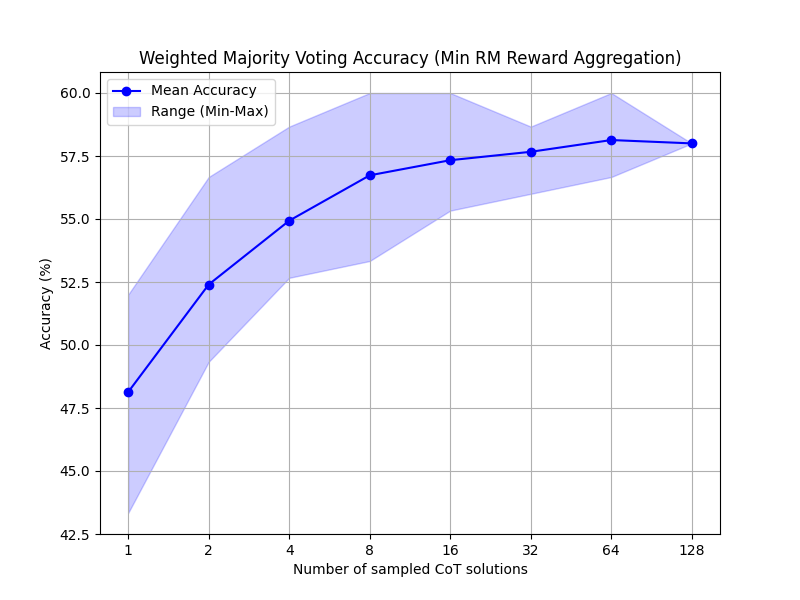 Weighted Majority Voting Accuracy (Min RM Reward Aggregation)
Mean Accuracy
Range (Min-Max)
60.0
57.5
55.0
52.5
50.0
47.5
45.0
42.5
Accuracy (%)
1 2 4 8 16 32 64 128
Number of sampled CoT solutions